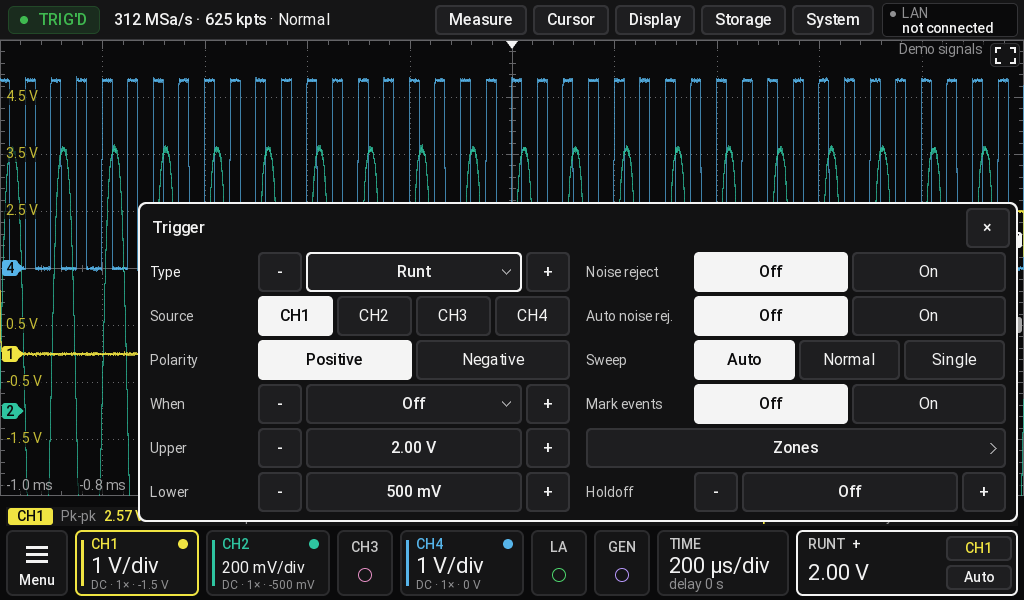 TRIG'D
312 MSa/s · 625 kpts · Normal
Measure
Cursor
Display
Storage
System
LAN
not connected
Demo signals
4.5 V
3.5 V
2.5 V
4
0.5 V
1
-0.5 V
2
-1.5 V
-1.0 ms
-0.8 ms
Trigger
×
Type
-
Runt
+
Noise reject
Off
On
Source
CH1
CH2
CH3
CH4
Auto noise rej.
Off
On
Polarity
Positive
Negative
Sweep
Auto
Normal
Single
When
-
Off
+
Mark events
Off
On
Upper
-
2.00 V
+
Zones
Lower
-
500 mV
+
Holdoff
-
Off
+
CH1
Pk-pk
2.57
Menu
CH1
1 V/div
DC · 1× · -1.5 V
CH2
200 mV/div
DC · 1× · -500 mV
CH3
CH4
1 V/div
DC · 1× · 0 V
LA
GEN
TIME
200 µs/div
delay 0 s
RUNT +
2.00 V
CH1
Auto